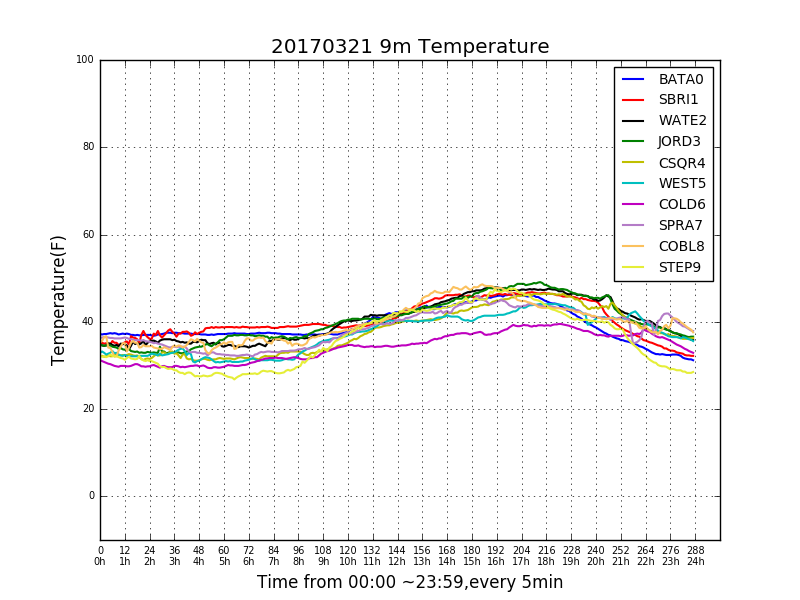 20170321 9m Temperature
100
80
60
40
20
0
Temperature(F)
BATA0
SBRI1
WATE2
JORD3
CSQR4
WEST5
COLD6
SPRA7
COBL8
STEP9
0 12 24 36 48 60 72 84 96 108 120 132 144 156 168 180 192 204 216 228 240 252 264 276 288
0h 1h 2h 3h 4h 5h 6h 7h 8h 9h 10h 11h 12h 13h 14h 15h 16h 17h 18h 19h 20h 21h 22h 23h 24h
Time from 00:00 ~23:59,every 5min